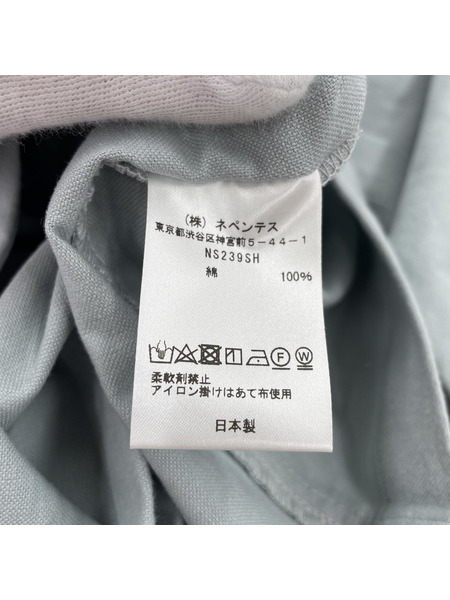 (株) ネペンテス
東京都渋谷区神宮前5-44-1
NS239SH
綿 100%
F W
柔軟剤禁止
アイロン掛けはあて布使用
日本製